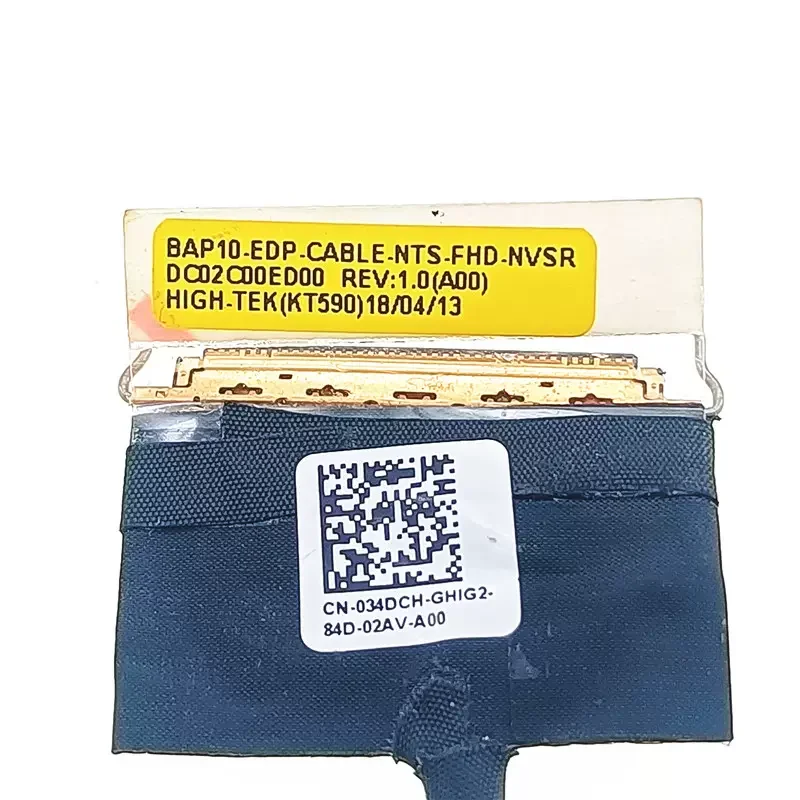 BAP10-EDP-CABLE-NTS-FHD-NVSR
DC02C00ED00 REV:1.0(A00)
HIGH-TEK(KT590)18/04/13
CN-034DCH-GHIG2-
84D-02AV-A00